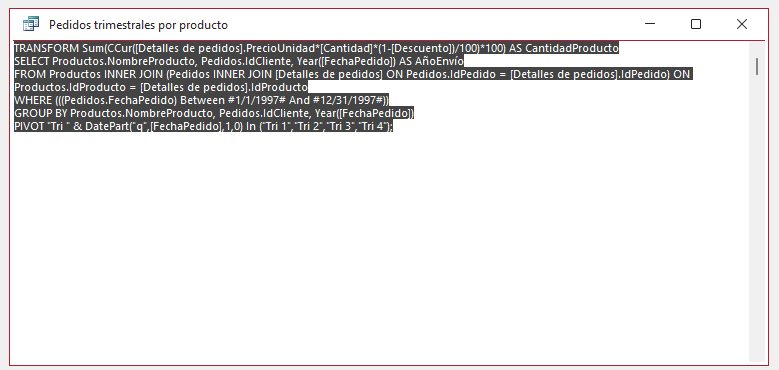 Pedidos trimestrales por producto
TRANSFORM Sum(CCur([Detalles de pedidos].PrecioUnidad*[Cantidad]*(1-[Descuento])/100)*100) AS CantidadProducto
SELECT Productos.NombreProducto, Pedidos.IdCliente, Year([FechaPedido]) AS AñoEnvío
FROM Productos INNER JOIN (Pedidos INNER JOIN [Detalles de pedidos] ON Pedidos.IdPedido = [Detalles de pedidos].IdPedido) ON
Productos.IdProducto = [Detalles de pedidos].IdProducto
WHERE (((Pedidos.FechaPedido) Between #1/1/1997# And #12/31/1997#))
GROUP BY Productos.NombreProducto, Pedidos.IdCliente, Year([FechaPedido])
PIVOT "Tri " & DatePart("q",[FechaPedido],1,0) In ("Tri 1","Tri 2","Tri 3","Tri 4");